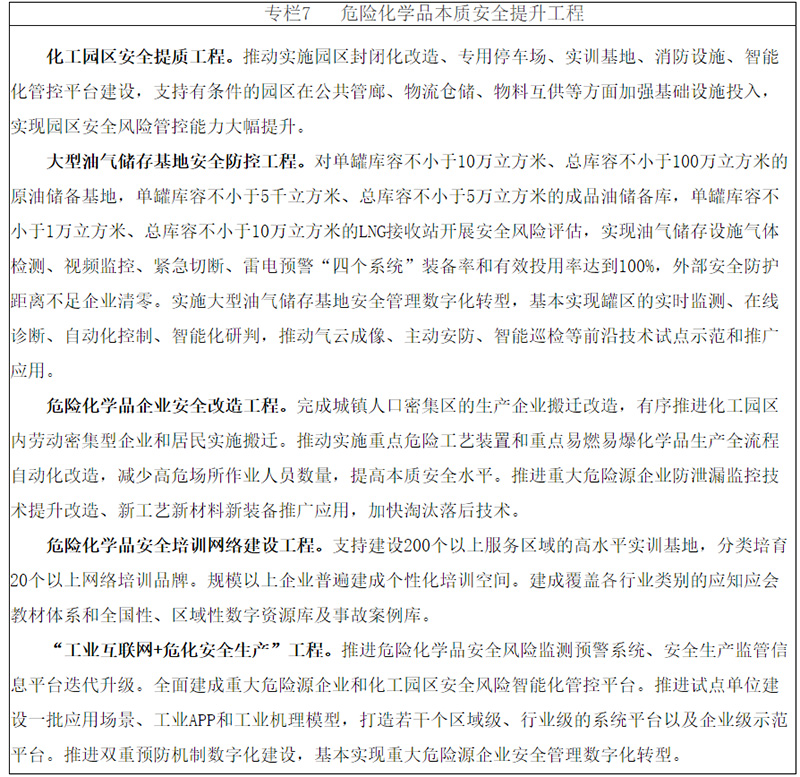 专栏7 危险化学品本质安全提升工程
化工园区安全提质工程。推动实施园区封闭化改造、专用停车场、实训基地、消防设施、智能
化管控平台建设，支持有条件的园区在公共管廊、物流仓储、物料互供等方面加强基础设施投入，
实现园区安全风险管控能力大幅提升。
大型油气储存基地安全防控工程。对单罐库容不小于10万立方米、总库容不小于100万立方米的
原油储备基地，单罐库容不小于5千立方米、总库容不小于5万立方米的成品油储备库，单罐库容不
小于1万立方米、总库容不小于10万立方米的LNG接收站开展安全风险评估，实现油气储存设施气体
检测、视频监控、紧急切断、雷电预警“四个系统”装备率和有效投用率达到100%，外部安全防护
距离不足企业清零。实施大型油气储存基地安全管理数字化转型，基本实现罐区的实时监测、在线
诊断、自动化控制、智能化研判，推动气云成像、主动安防、智能巡检等前沿技术试点示范和推广
应用。
危险化学品企业安全改造工程。完成城镇人口密集区的生产企业搬迁改造，有序推进化工园区
内劳动密集型企业和居民实施搬迁。推动实施重点危险工艺装置和重点易燃易爆化学品生产全流程
自动化改造，减少高危场所作业人员数量，提高本质安全水平。推进重大危险源企业防泄漏监控技
术提升改造、新工艺新材料新装备推广应用，加快淘汰落后技术。
危险化学品安全培训网络建设工程。支持建设200个以上服务区域的高水平实训基地，分类培育
20个以上网络培训品牌。规模以上企业普遍建成个性化培训空间。建成覆盖各行业类别的应知应会
教材体系和全国性、区域性数字资源库及事故案例库。
“工业互联网+危化安全生产”工程。推进危险化学品安全风险监测预警系统、安全生产监管信
息平台迭代升级。全面建成重大危险源企业和化工园区安全风险智能化管控平台。推进试点单位建
设一批应用场景、工业APP和工业机理模型，打造若干个区域级、行业级的系统平台以及企业级示范
平台。推进双重预防机制数字化建设，基本实现重大危险源企业安全管理数字化转型。